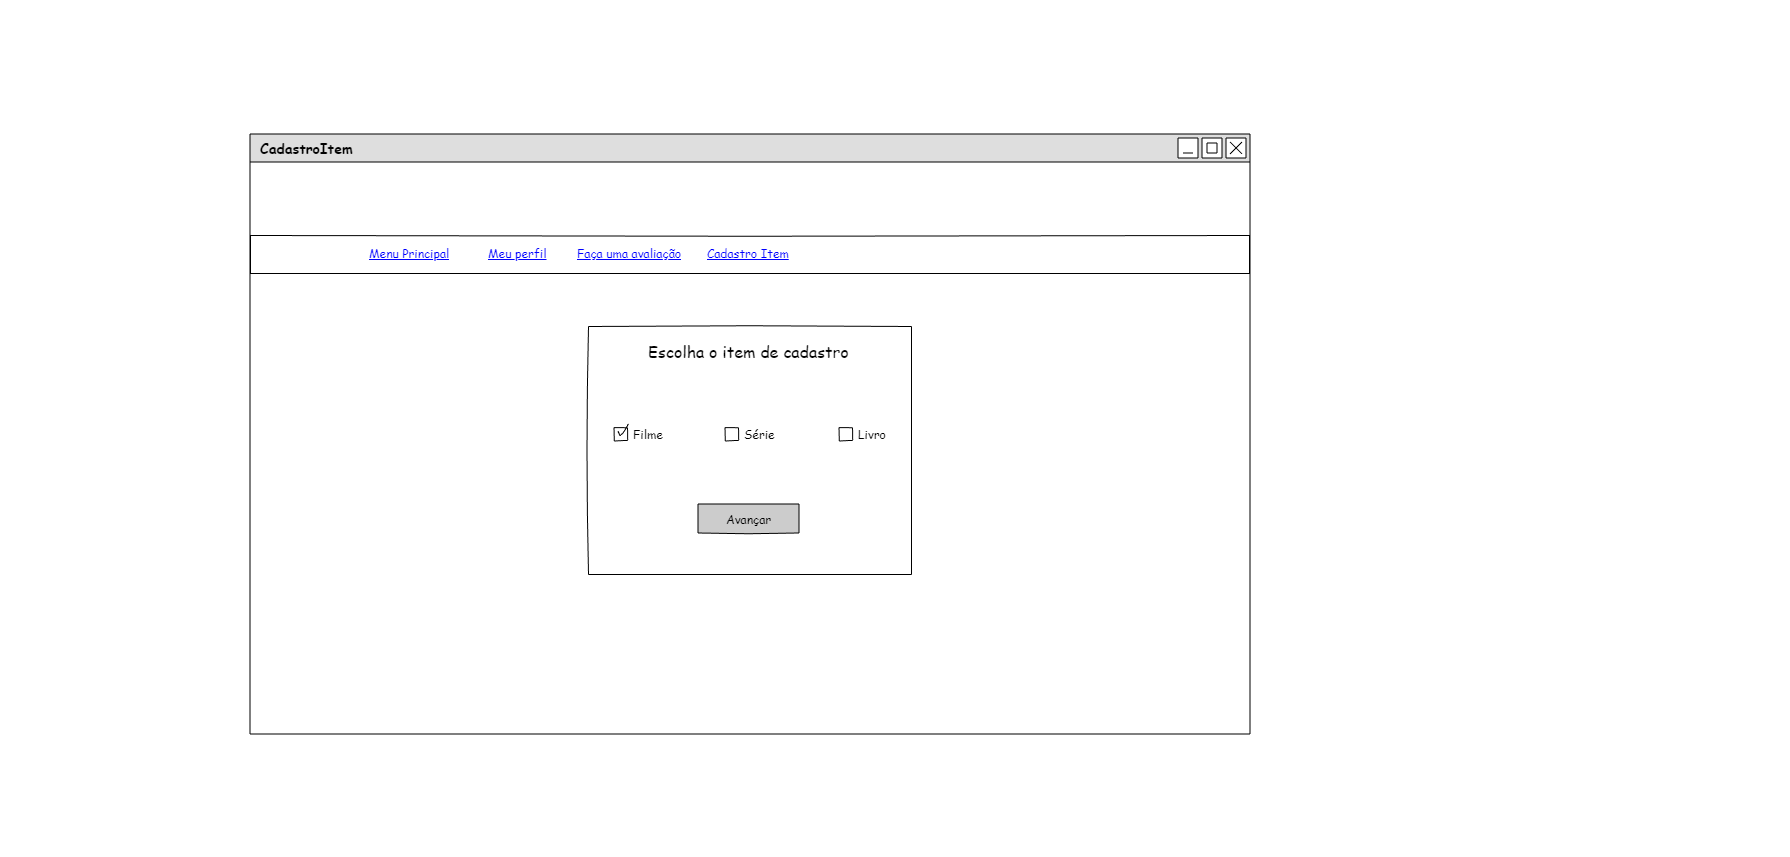 CadastroItem
Menu Principal Meu perfil Faça uma avaliação Cadastro Item
Escolha o item de cadastro
Filme Série Livro
Avançar